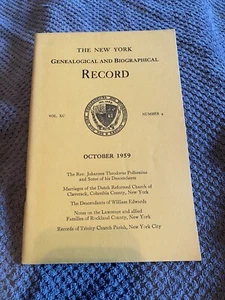 THE NEW YORK
GENEALOGICAL AND BIOGRAPHICAL
RECORD
VOL. XC
NUMBER 4
OCTOBER 1959
The Rev. Johannes Theodorus Polhemius
and Some of his Descendants
Marriages of the Dutch Reformed Church of
Claverack, Columbia County, New York
The Descendants of William Edwards
Notes on the Lawrence and allied
Families of Rockland County, New York
Records of Trinity Church Parish, New York City